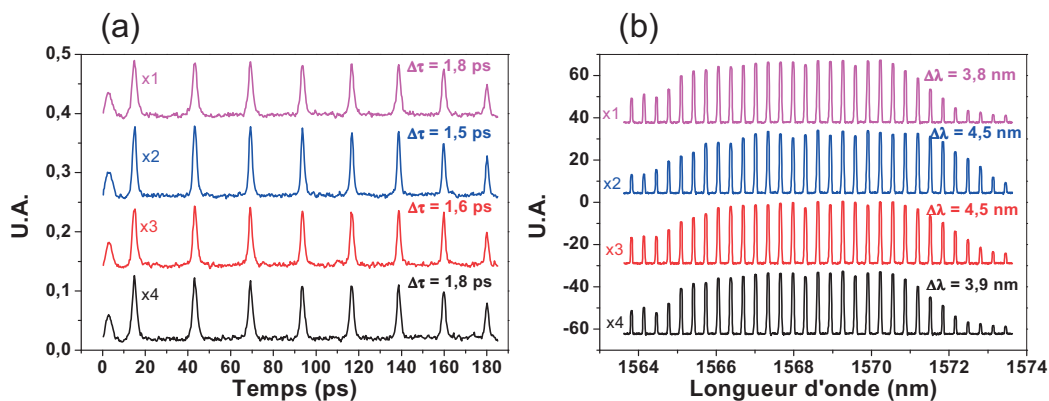 (a)
U.A.
0,5
0,4
0,3
0,2
0,1
0,0
x1
Δτ = 1,8 ps
x2
Δτ = 1,5 ps
x3
Δτ = 1,6 ps
x4
Δτ = 1,8 ps
0 20 40 60 80 100 120 140 160 180
Temps (ps)
(b)
U.A.
60
40
20
0
-20
-40
-60
x1
Δλ = 3,8 nm
x2
Δλ = 4,5 nm
x3
Δλ = 4,5 nm
x4
Δλ = 3,9 nm
1564 1566 1568 1570 1572 1574
Longueur d'onde (nm)